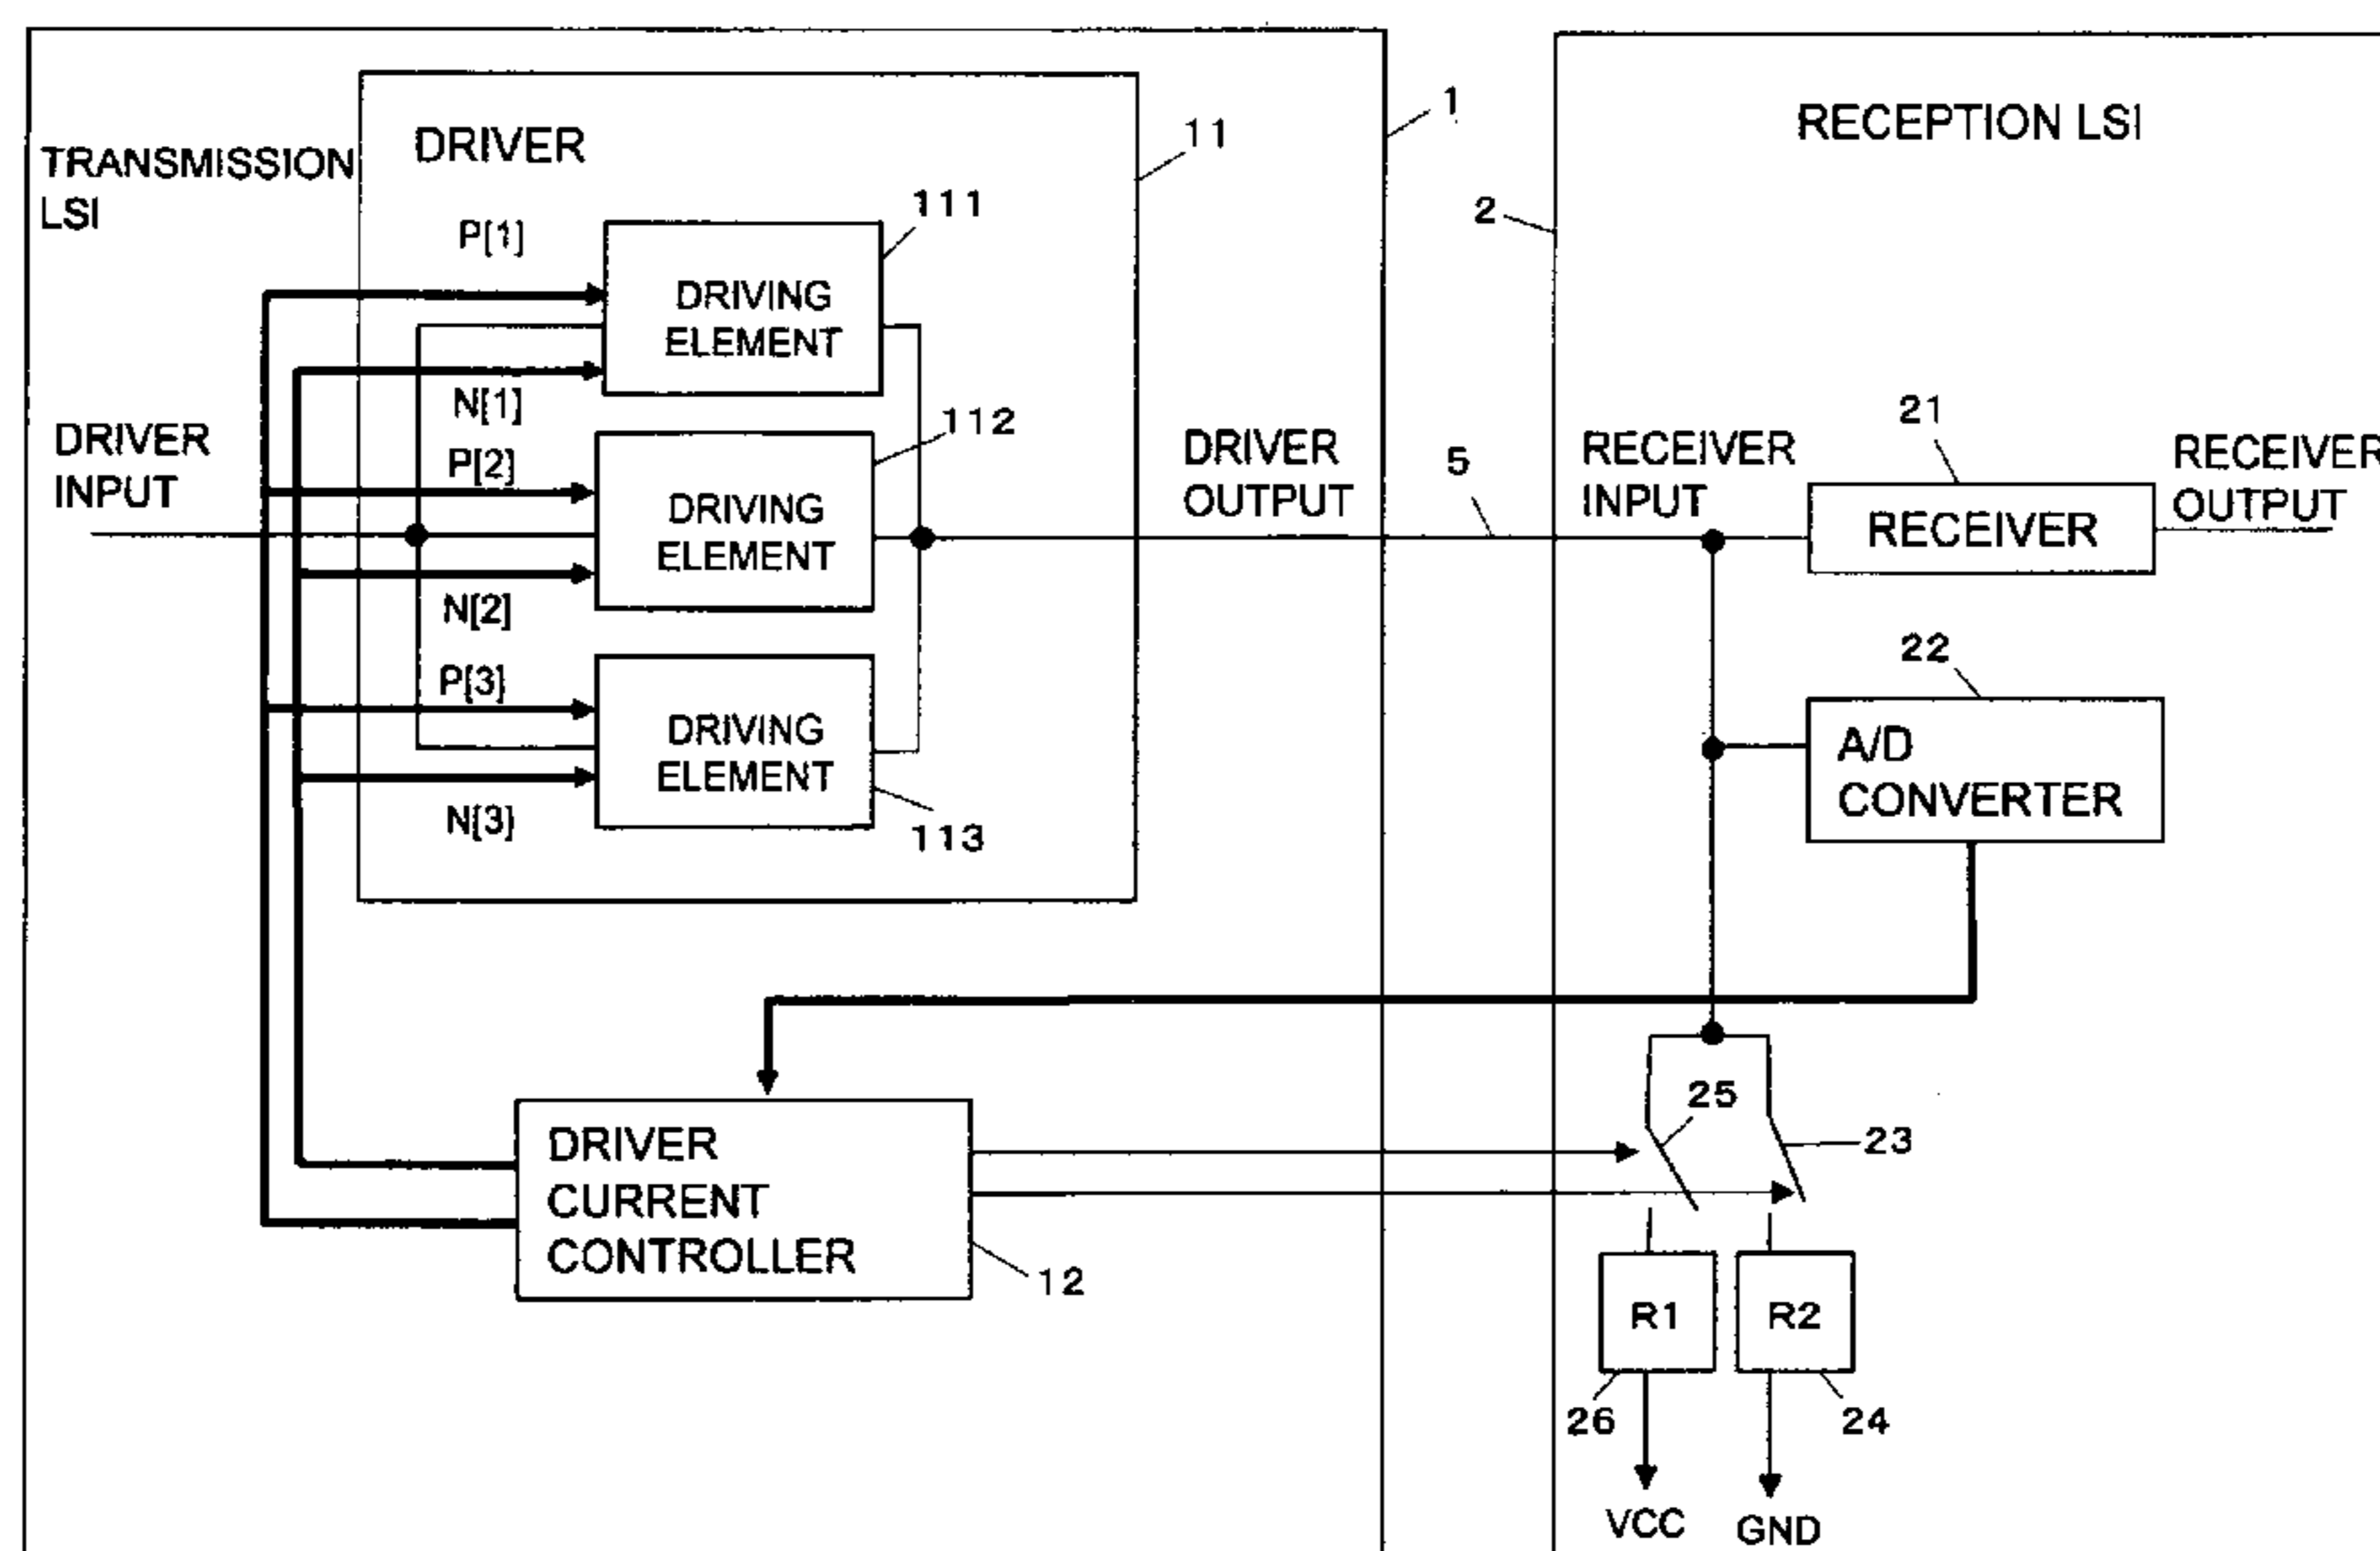 TRANSMISSION
LSI
DRIVER
11
1
RECEPTION LSI
2
P[1]
111
DRIVING
ELEMENT
N[1]
DRIVER
INPUT
P[2]
112
DRIVING
ELEMENT
N[2]
P[3]
DRIVING
ELEMENT
N[3]
113
DRIVER
OUTPUT
5
RECEIVER
INPUT
21
RECEIVER
RECEIVER
OUTPUT
22
A/D
CONVERTER
25
23
DRIVER
CURRENT
CONTROLLER
12
R1
R2
26
24
VCC
GND